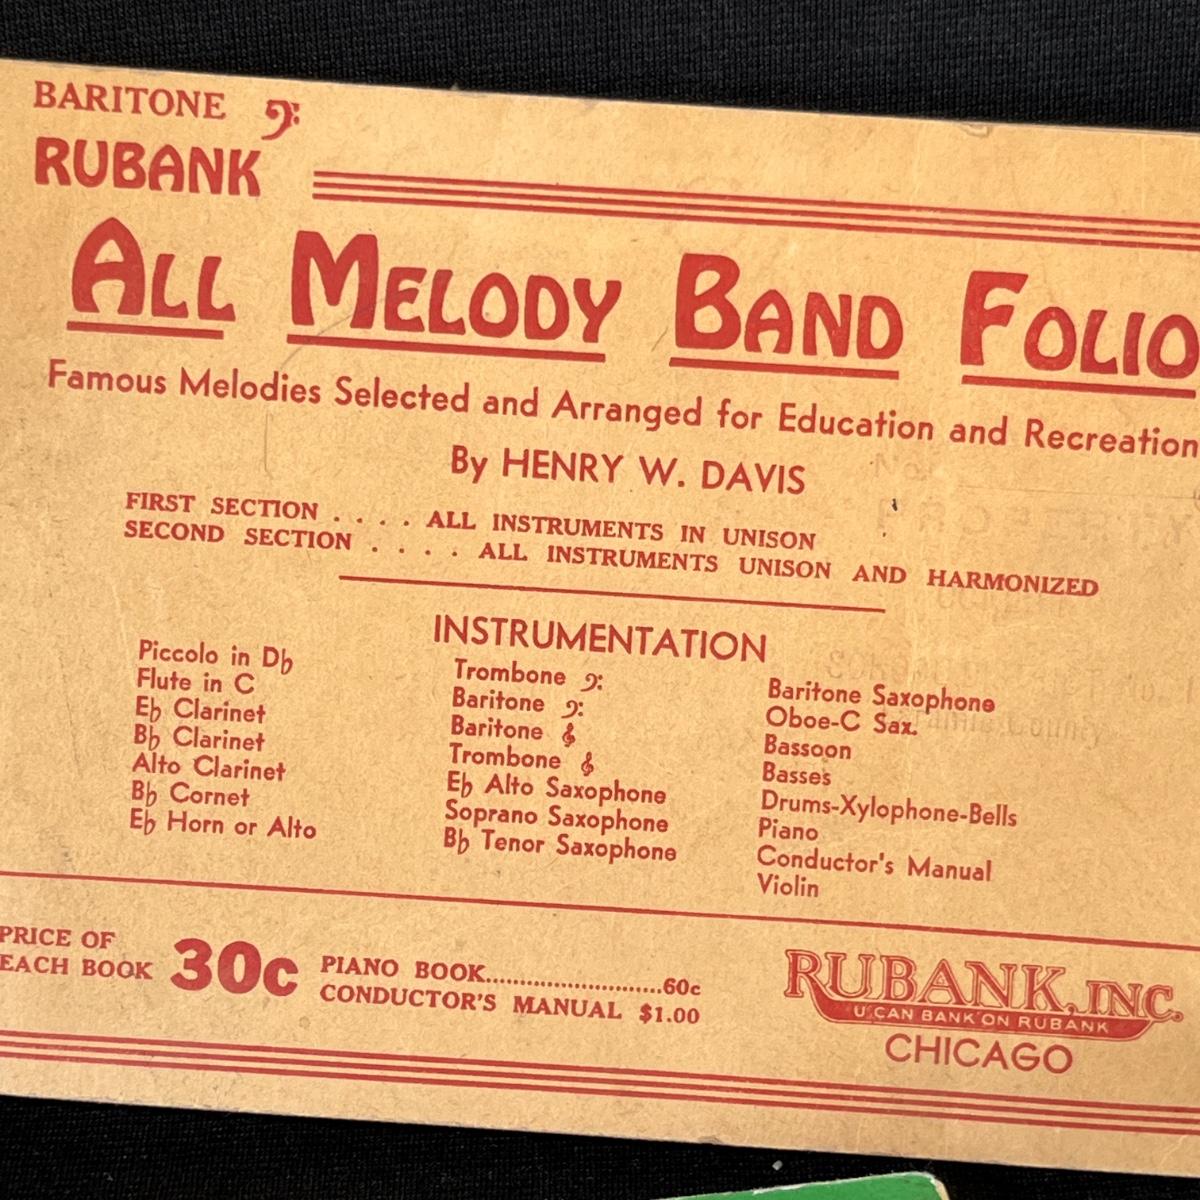 BARITONE 𝄢
RUBANK
ALL MELODY BAND FOLIO
Famous Melodies Selected and Arranged for Education and Recreation
By HENRY W. DAVIS
FIRST SECTION . . . . ALL INSTRUMENTS IN UNISON
SECOND SECTION . . . . ALL INSTRUMENTS UNISON AND HARMONIZED
INSTRUMENTATION
Piccolo in D♭
Flute in C
E♭ Clarinet
B♭ Clarinet
Alto Clarinet
B♭ Cornet
E♭ Horn or Alto
Trombone 𝄢
Baritone 𝄢
Baritone 𝄞
Trombone 𝄞
E♭ Alto Saxophone
Soprano Saxophone
B♭ Tenor Saxophone
Baritone Saxophone
Oboe-C Sax.
Bassoon
Basses
Drums-Xylophone-Bells
Piano
Conductor's Manual
Violin
PRICE OF
EACH BOOK 30c
PIANO BOOK..........................60c
CONDUCTOR'S MANUAL $1.00
RUBANK, INC.
U CAN BANK ON RUBANK
CHICAGO